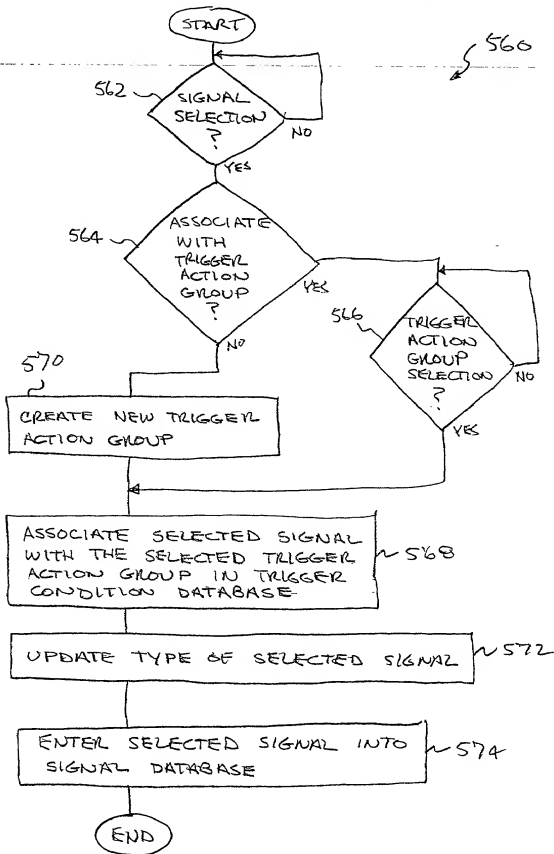 START
560
562
SIGNAL
SELECTION
?
NO
YES
564
ASSOCIATE
WITH
TRIGGER
ACTION
GROUP
?
YES
NO
566
TRIGGER
ACTION
GROUP
SELECTION
?
NO
YES
570
CREATE NEW TRIGGER
ACTION GROUP
ASSOCIATE SELECTED SIGNAL
WITH THE SELECTED TRIGGER
ACTION GROUP IN TRIGGER
CONDITION DATABASE
568
UPDATE TYPE OF SELECTED SIGNAL
572
ENTER SELECTED SIGNAL INTO
SIGNAL DATABASE
574
END